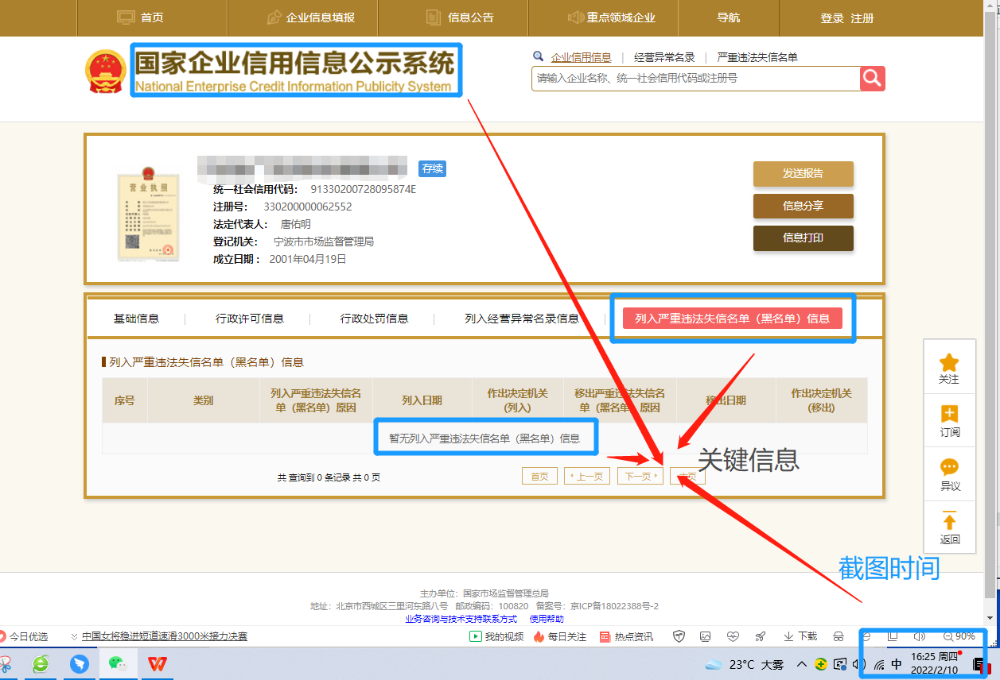 首页 企业信息填报 信息公告 重点领域企业 导航 登录 注册
国家企业信用信息公示系统
National Enterprise Credit Information Publicity System
企业信用信息 | 经营异常名录 | 严重违法失信名单
请输入企业名称、统一社会信用代码或注册号
存续
营业执照
统一社会信用代码： 91330200728095874E
注册号： 330200000062552
法定代表人： 唐佑明
登记机关： 宁波市市场监督管理局
成立日期： 2001年04月19日
发送报告
信息分享
信息打印
基础信息 | 行政许可信息 | 行政处罚信息 | 列入经营异常名录信息 | 列入严重违法失信名单（黑名单）信息
列入严重违法失信名单（黑名单）信息
序号 类别 列入严重违法失信名单（黑名单）原因 列入日期 作出决定机关(列入) 移出严重违法失信名单（黑名单）原因 移出日期 作出决定机关(移出)
暂无列入严重违法失信名单（黑名单）信息
共 查询到 0 条记录 共 0 页
首页 上一页 下一页 末页
关键信息
关注
订阅
异议
返回
截图时间
主办单位：国家市场监督管理总局
地址：北京市西城区三里河东路八号 邮政编码：100820 备案号：京ICP备18022388号-2
业务咨询与技术支持联系方式 使用帮助
今日优选 中国女将稳进短道速滑3000米接力决赛 我的视频 每日关注 热点资讯 下载 90%
23°C 大雾 中 16:25 周四
2022/2/10